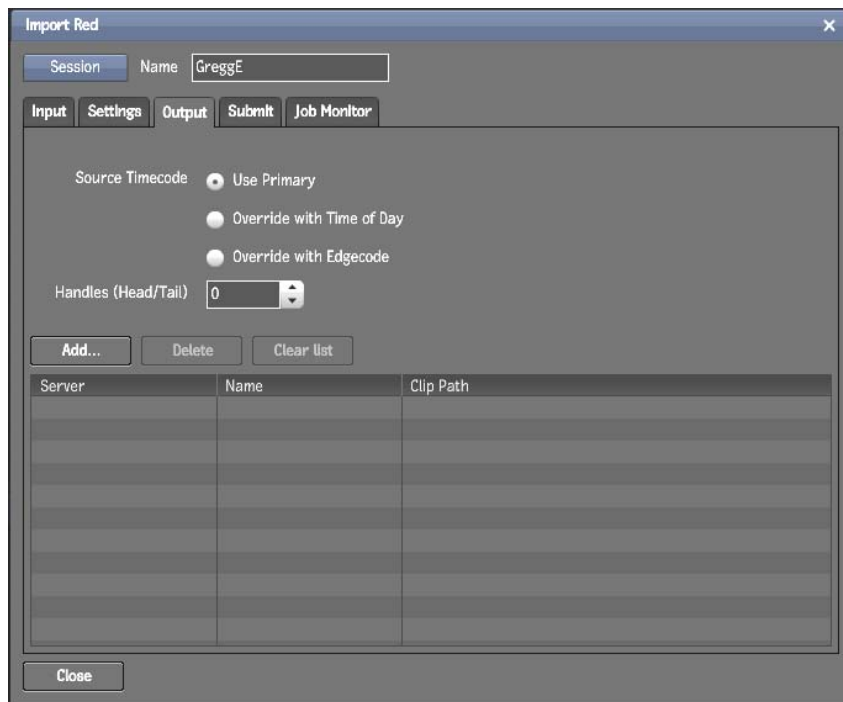 Import Red
Session Name GreggE
Input Settings Output Submit Job Monitor
Source Timecode Use Primary
Override with Time of Day
Override with Edgecode
Handles (Head/Tail) 0
Add... Delete Clear list
Server Name Clip Path
Close